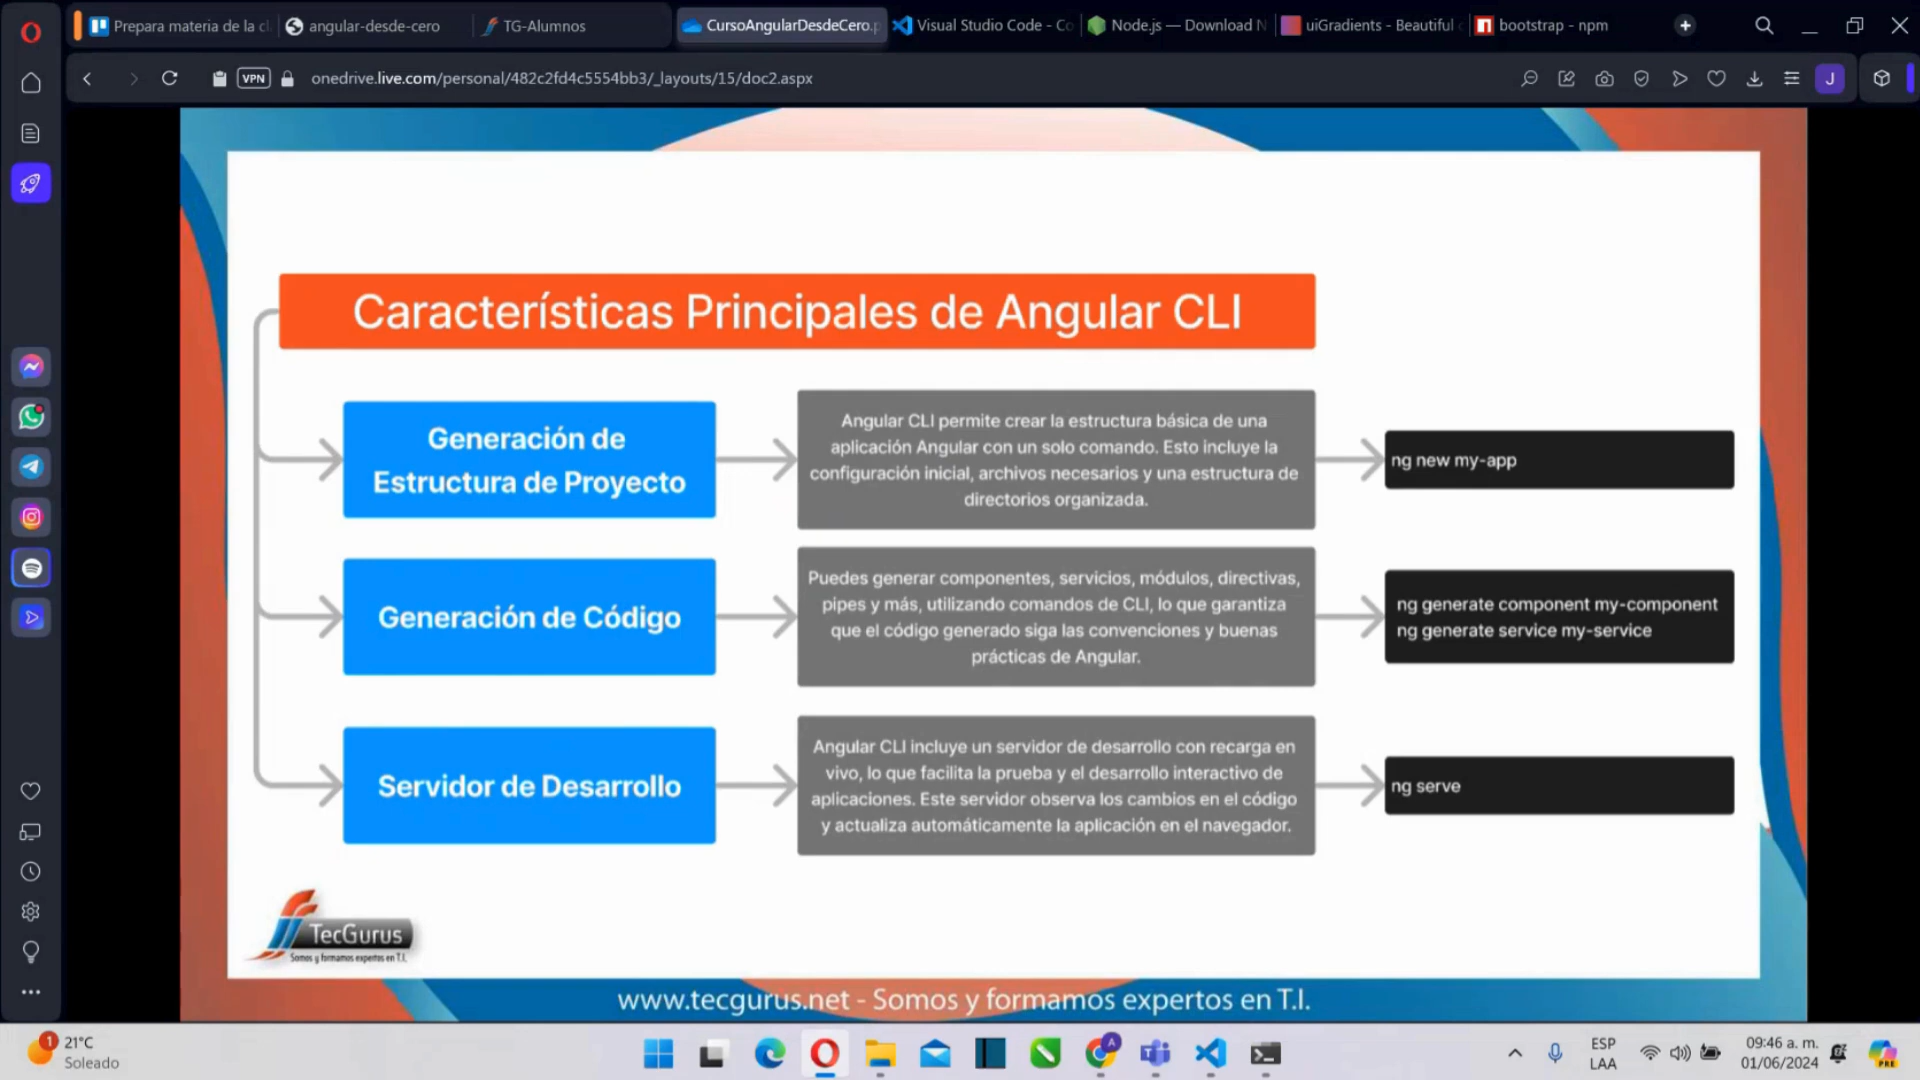 Prepara materia de la cl
angular-desde-cero
TG-Alumnos
CursoAngularDesdeCero.p
Visual Studio Code - Co
Node.js — Download N
uiGradients - Beautiful c
bootstrap - npm
VPN
onedrive.live.com/personal/482c2fd4c5554bb3/_layouts/15/doc2.aspx
J
Características Principales de Angular CLI
Generación de
Estructura de Proyecto
Angular CLI permite crear la estructura básica de una
aplicación Angular con un solo comando. Esto incluye la
configuración inicial, archivos necesarios y una estructura de
directorios organizada.
ng new my-app
Generación de Código
Puedes generar componentes, servicios, módulos, directivas,
pipes y más, utilizando comandos de CLI, lo que garantiza
que el código generado siga las convenciones y buenas
prácticas de Angular.
ng generate component my-component
ng generate service my-service
Servidor de Desarrollo
Angular CLI incluye un servidor de desarrollo con recarga en
vivo, lo que facilita la prueba y el desarrollo interactivo de
aplicaciones. Este servidor observa los cambios en el código
y actualiza automáticamente la aplicación en el navegador.
ng serve
TecGurus
Somos y formamos expertos en T.I.
www.tecgurus.net - Somos y formamos expertos en T.I.
1
21°C
Soleado
A
ESP
LAA
09:46 a. m.
01/06/2024
PRE